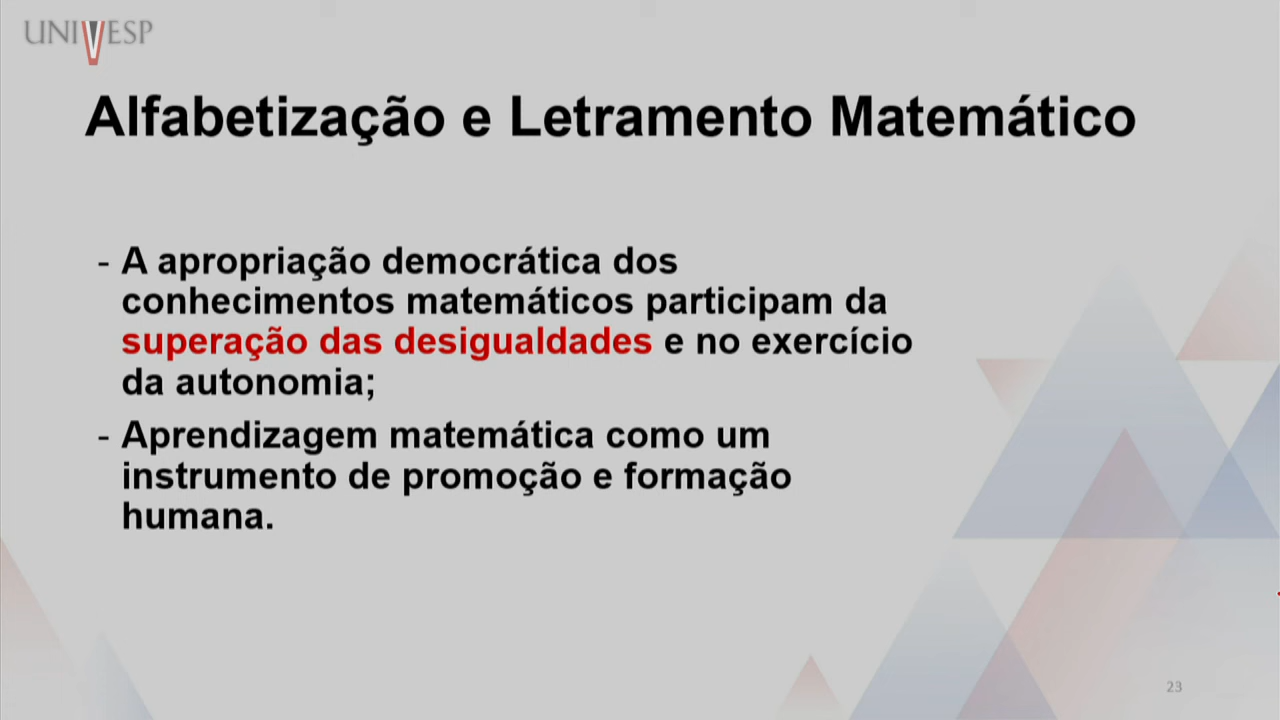 UNIVESP
Alfabetização e Letramento Matemático
- A apropriação democrática dos
conhecimentos matemáticos participam da
superação das desigualdades e no exercício
da autonomia;
- Aprendizagem matemática como um
instrumento de promoção e formação
humana.
23